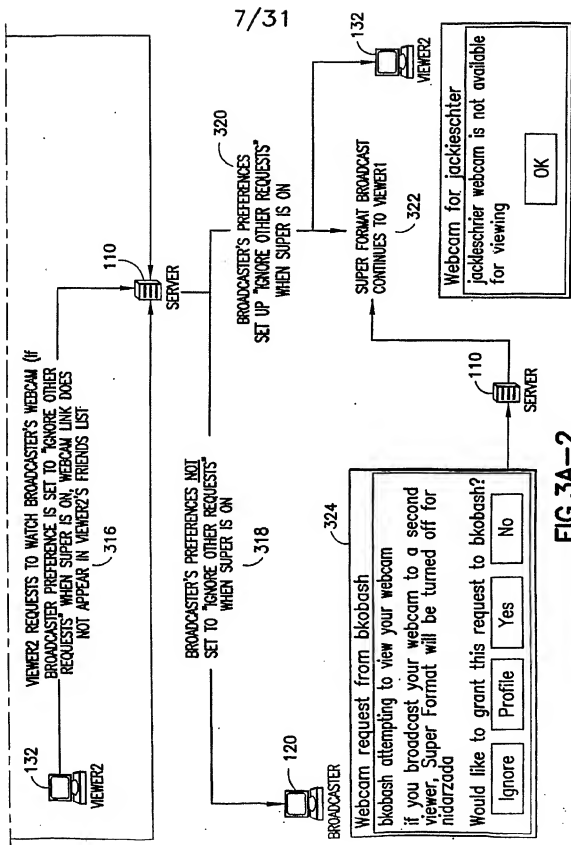 7/31
VIEWER2 REQUESTS TO WATCH BROADCASTER'S WEBCAM (If
BROADCASTER PREFERENCE IS SET TO "IGNORE OTHER
REQUESTS" WHEN SUPER IS ON, WEBCAM LINK DOES
NOT APPEAR IN VIEWER2'S FRIENDS LIST
316
132
VIEWER2
110
SERVER
BROADCASTER'S PREFERENCES NOT
SET TO "IGNORE OTHER REQUESTS"
WHEN SUPER IS ON
318
BROADCASTER'S PREFERENCES
SET UP "IGNORE OTHER REQUESTS"
WHEN SUPER IS ON
320
120
BROADCASTER
132
VIEWER2
SUPER FORMAT BROADCAST
CONTINUES TO VIEWER1
322
324
Webcam request from bkobash
bkobash attempting to view your webcam
if you broadcast your webcam to a second
viewer, Super Format will be turned off for
nidarzada
Would like to grant this request to bkobash?
Ignore Profile Yes No
110
SERVER
Webcam for jackieschter
jackleschrier webcam is not available
for viewing
OK
FIG.3A-2